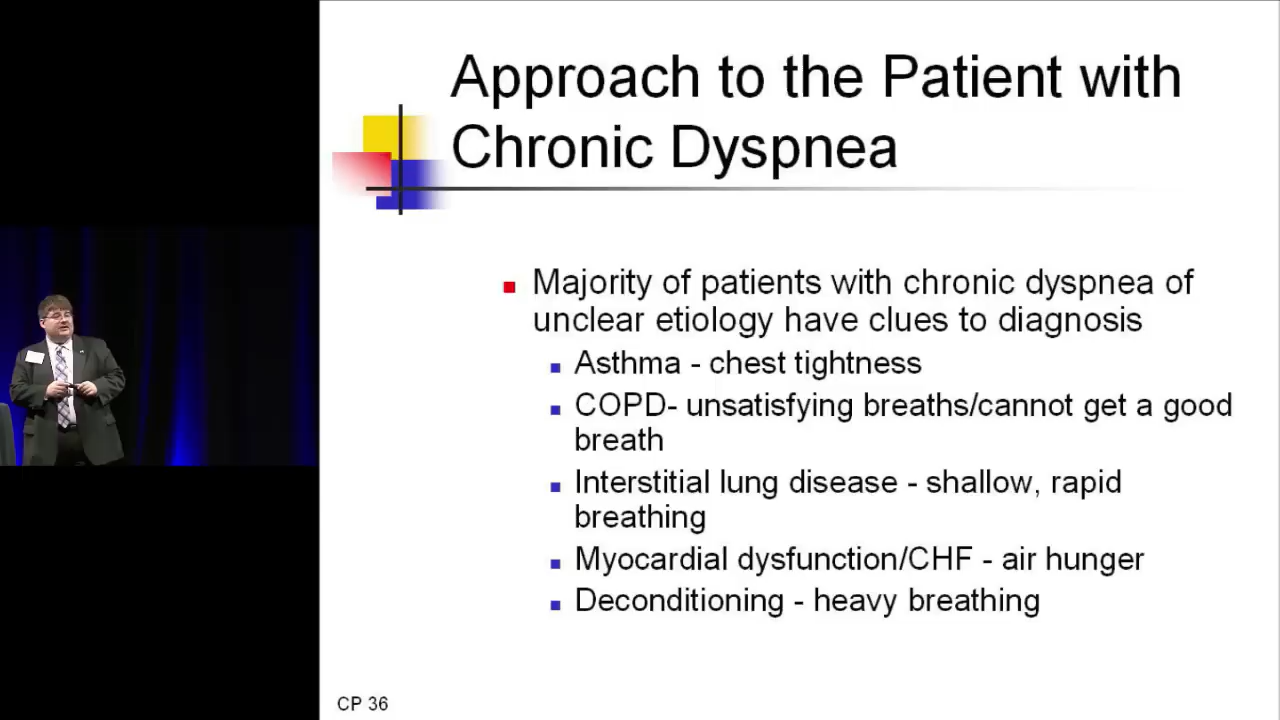 Approach to the Patient with
Chronic Dyspnea
Majority of patients with chronic dyspnea of
unclear etiology have clues to diagnosis
Asthma - chest tightness
COPD- unsatisfying breaths/cannot get a good
breath
Interstitial lung disease - shallow, rapid
breathing
Myocardial dysfunction/CHF - air hunger
Deconditioning - heavy breathing
CP 36